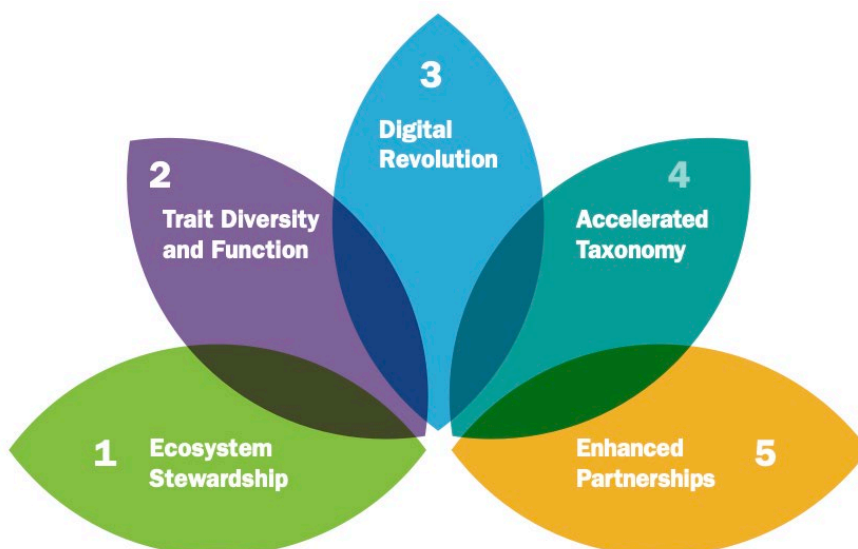 1
Ecosystem
Stewardship
2
Trait Diversity
and Function
3
Digital
Revolution
4
Accelerated
Taxonomy
Enhanced
Partnerships
5